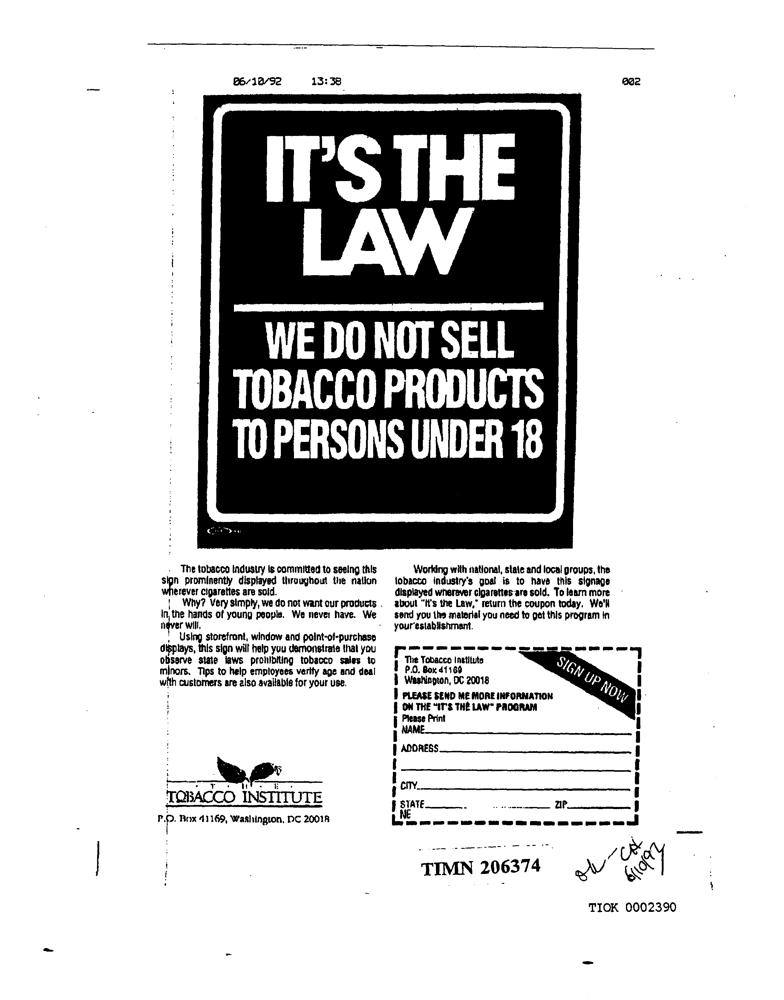 06/10/92 13:38 002
IT'S THE
LAW
WE DO NOT SELL
TOBACCO PRODUCTS
TO PERSONS UNDER 18
The tobacco industry is committed to seeing this
sign prominently displayed throughout the nation
wherever cigarettes are sold.
Why? Very simply, we do not want our products
in the hands of young people. We never have. We
never will.
Using storefront, window and point-of-purchase
displays, this sign will help you demonstrate that you
observe state laws prohibiting tobacco sales to
minors. Tips to help employees verify age and deal
with customers are also available for your use.
THE
TOBACCO INSTITUTE
P.O. Box 41169, Washington, DC 20018
Working with national, state and local groups, the
tobacco industry's goal is to have this signage
displayed wherever cigarettes are sold. To learn more
about "It's the Law," return the coupon today. We'll
send you the material you need to get this program in
your establishment.
The Tobacco Institute
P.O. Box 41169
Washington, DC 20018
SIGN UP NOW
PLEASE SEND ME MORE INFORMATION
ON THE "IT'S THE LAW" PROGRAM
Please Print
NAME
ADDRESS
CITY
STATE ZIP
NE
TIMN 206374
ok - 
6/10/92
TIOK 0002390